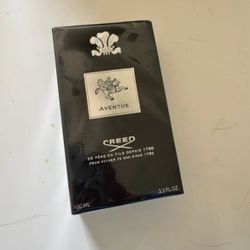 AVENTUS
CREED
DE PÈRE EN FILS DEPUIS 1760
FROM FATHER TO SON SINCE 1760
100 ML
3.3 FL.OZ.